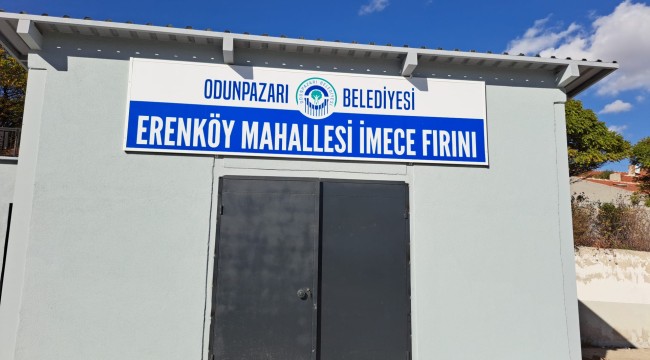 ODUNPAZARI BELEDİYESİ
ERENKÖY MAHALLESİ İMECE FIRINI